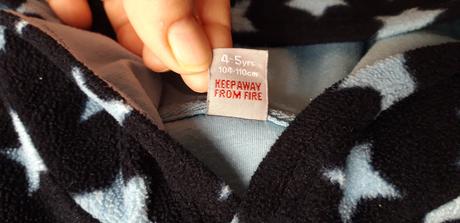 4-5yrs
104-110cm
KEEP AWAY
FROM FIRE